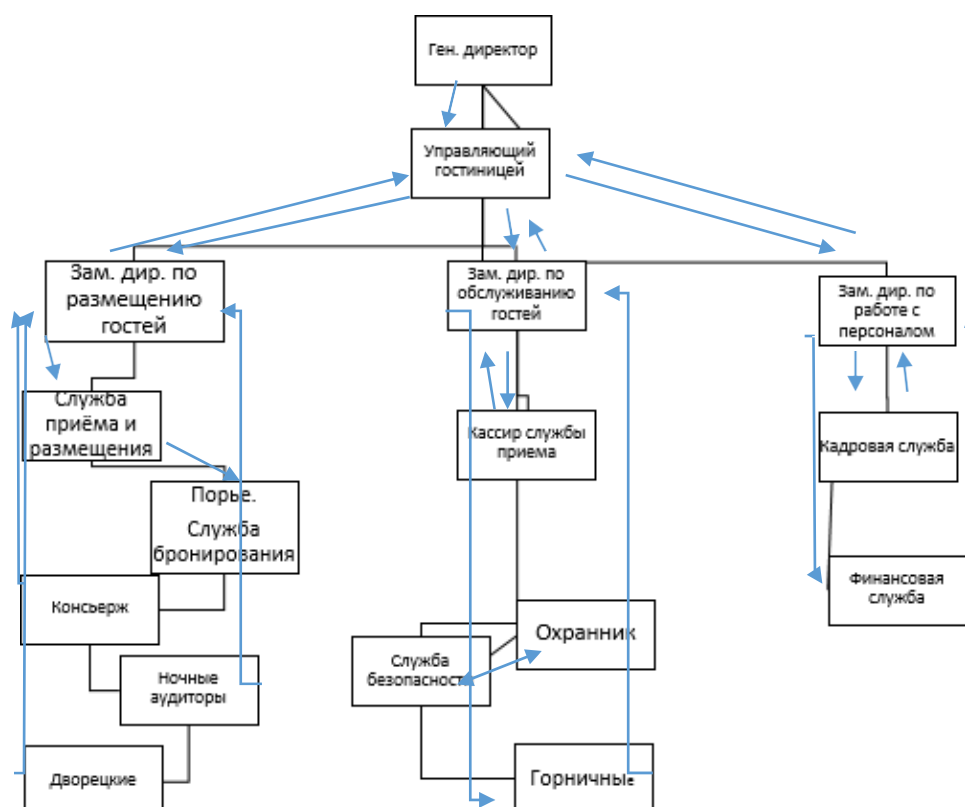 Ген. директор
Управляющий
гостиницей
Зам. дир. по
размещению
гостей
Зам. дир. по
обслуживанию
гостей
Зам. дир. по
работе с
персоналом
Служба
приёма и
размещения
Кассир службы
приема
Кадровая служба
Порье.
Служба
бронирования
Финансовая
служба
Консьерж
Охранник
Служба
безопасности
Ночные
аудиторы
Дворецкие
Горничные